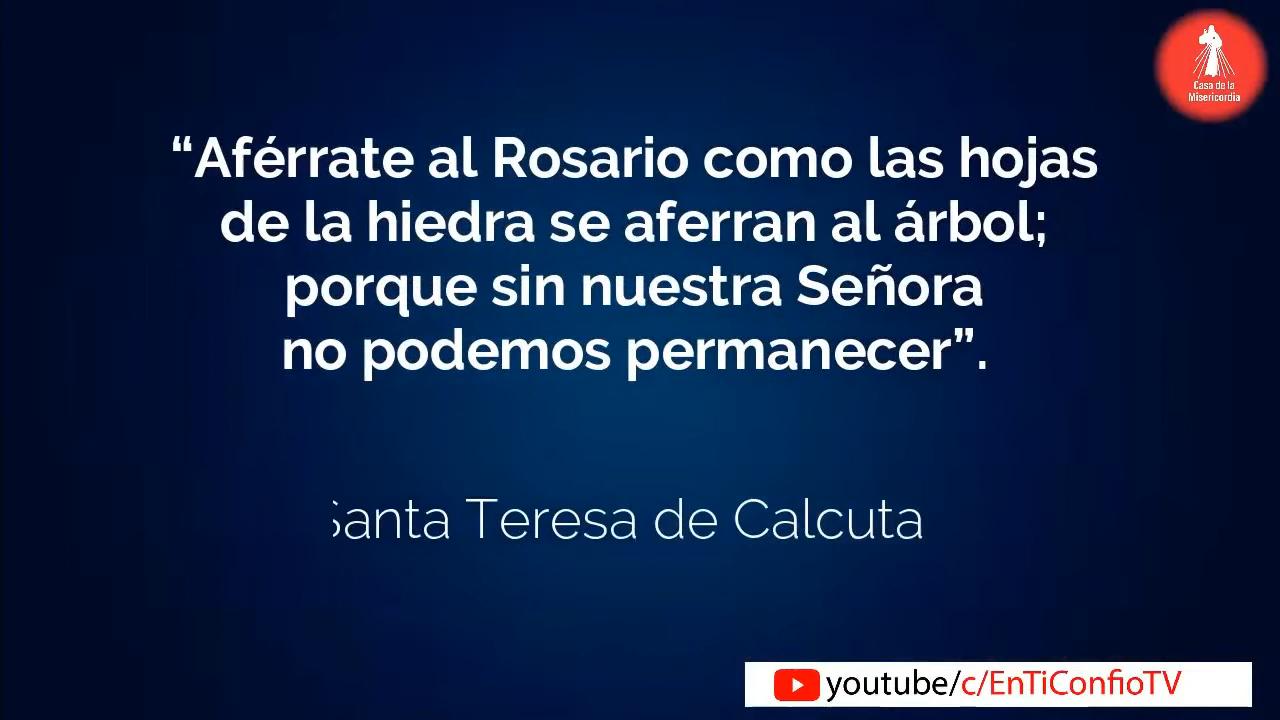 Casa de la
Misericordia
“Aférrate al Rosario como las hojas
de la hiedra se aferran al árbol;
porque sin nuestra Señora
no podemos permanecer”.
Santa Teresa de Calcuta
youtube/c/EnTiConfioTV